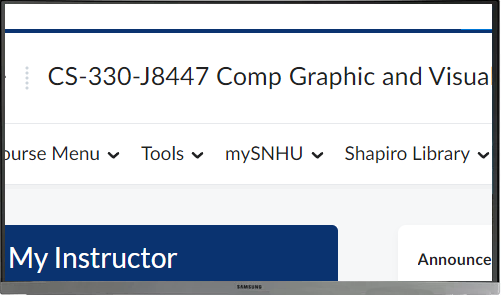 CS-330-J8447 Comp Graphic and Visua
ourse Menu Tools mySNHU Shapiro Library
My Instructor
Announce
SAMSUNG